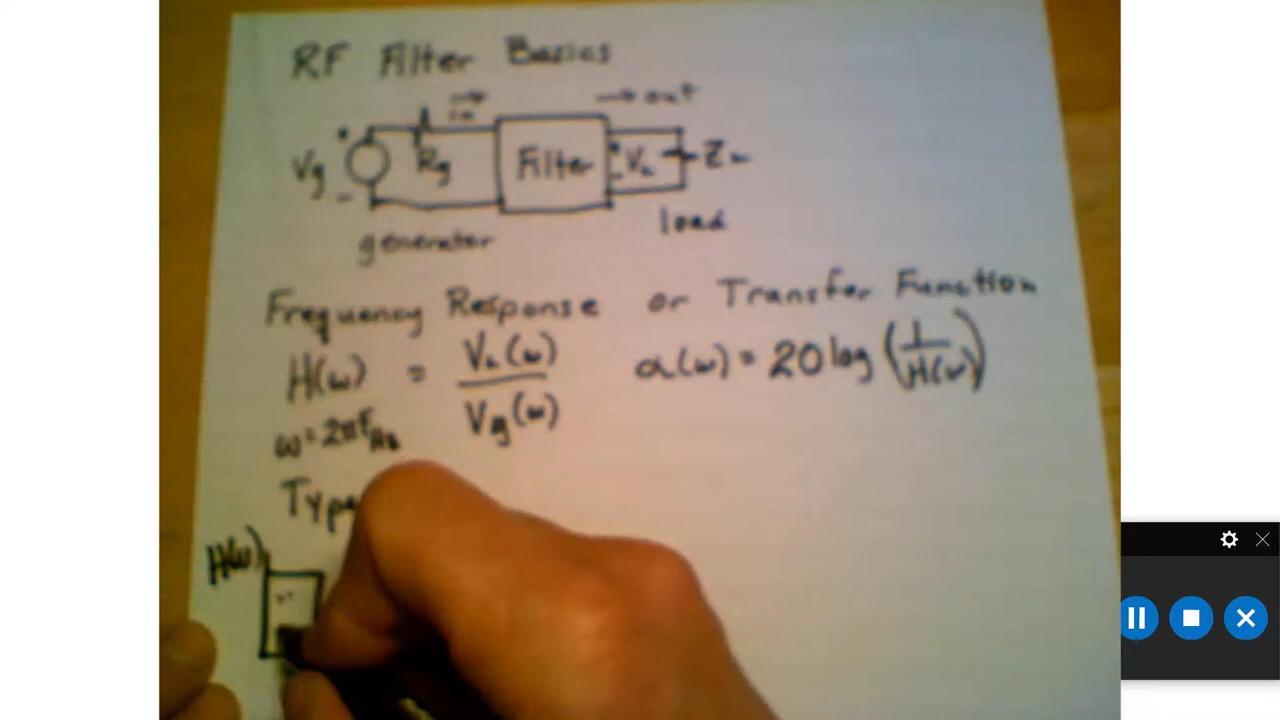 RF Filter Basics
in
out
Vg
Rg
Filter
+
-
VL
ZL
generator
load
Frequency Response or Transfer Function
H(ω) = VL(ω) / Vg(ω)
a(ω) = 20 log (1 / H(ω))
ω = 2πf Hz
Type
H(ω)